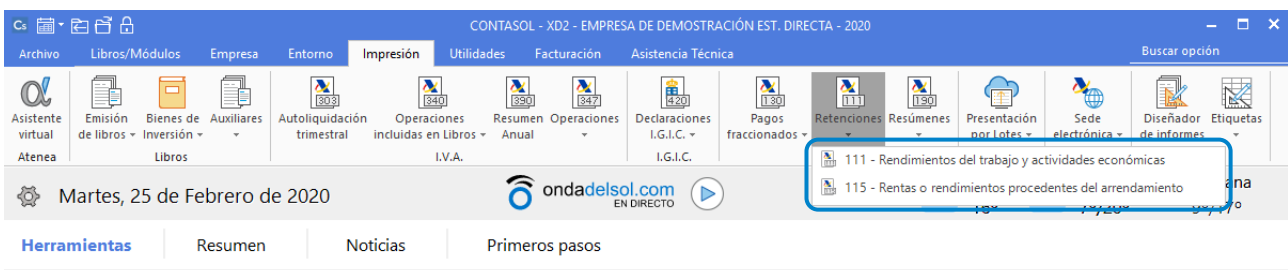 Cs CONTASOL - XD2 - EMPRESA DE DEMOSTRACIÓN EST. DIRECTA - 2020
Archivo Libros/Módulos Empresa Entorno Impresión Utilidades Facturación Asistencia Técnica Buscar opción
303 340 390 347 420 130 111 190
Asistente Emisión Bienes de Auxiliares Autoliquidación Operaciones Resumen Operaciones Declaraciones Pagos Retenciones Resúmenes Presentación Sede Diseñador Etiquetas
virtual de libros Inversión trimestral incluidas en Libros Anual I.G.I.C. fraccionados por Lotes electrónica de informes
Atenea Libros I.V.A. I.G.I.C.
111 - Rendimientos del trabajo y actividades económicas
115 - Rentas o rendimientos procedentes del arrendamiento
Martes, 25 de Febrero de 2020 ondadelsol.com
EN DIRECTO
Herramientas Resumen Noticias Primeros pasos